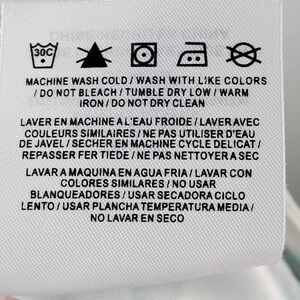 30C
MACHINE WASH COLD / WASH WITH LIKE COLORS
/ DO NOT BLEACH / TUMBLE DRY LOW / WARM
IRON / DO NOT DRY CLEAN
LAVER EN MACHINE A L'EAU FROIDE / LAVER AVEC
COULEURS SIMILAIRES / NE PAS UTILISER D'EAU
DE JAVEL / SECHER EN MACHINE CYCLE DELICAT /
REPASSER FER TIEDE / NE PAS NETTOYER A SEC
LAVAR A MAQUINA EN AGUA FRIA / LAVAR CON
COLORES SIMILARES / NO USAR
BLANQUEADORES / USAR SECADORA CICLO
LENTO / USAR PLANCHA TEMPERATURA MEDIA /
NO LAVAR EN SECO